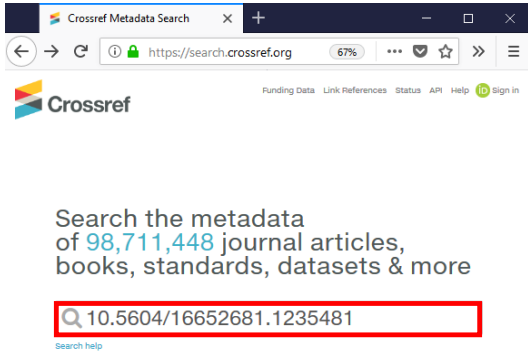 Crossref Metadata Search
https://search.crossref.org 67%
Crossref
Funding Data Link References Status API Help iD Sign in
Search the metadata
of 98,711,448 journal articles,
books, standards, datasets & more
10.5604/16652681.1235481
Search help